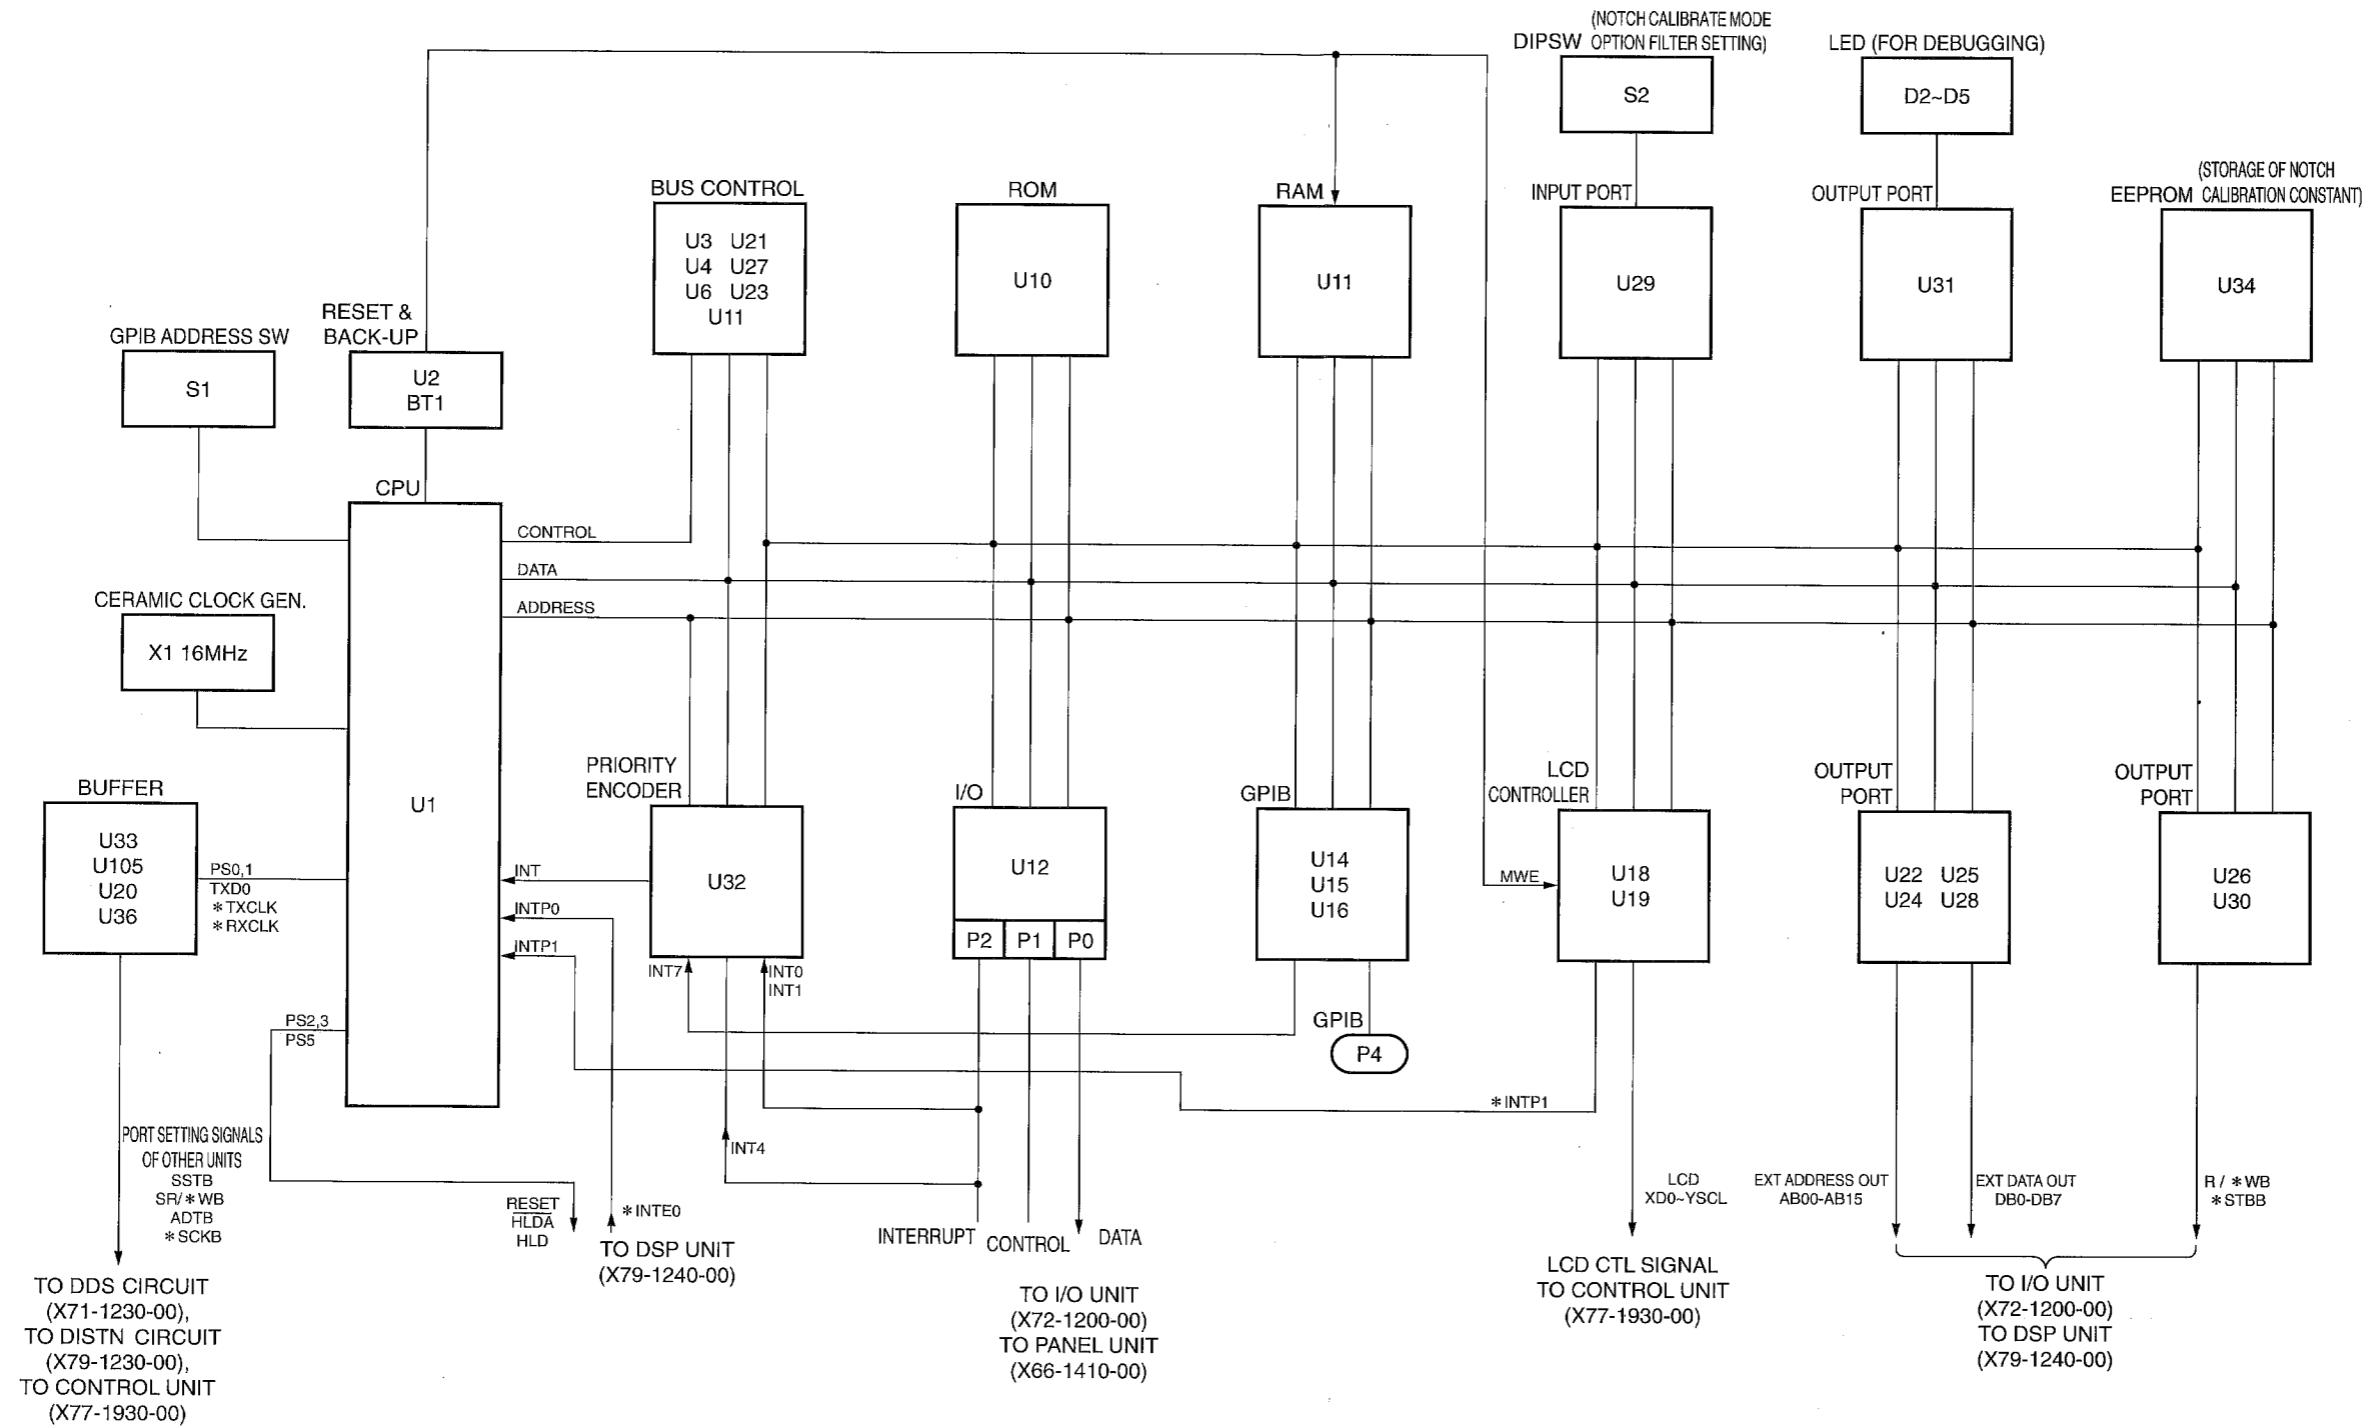 (NOTCH CALIBRATE MODE
DIPSW OPTION FILTER SETTING)
S2
LED (FOR DEBUGGING)
D2~D5
BUS CONTROL
U3 U21
U4 U27
U6 U23
U11
ROM
U10
RAM
U11
INPUT PORT
U29
OUTPUT PORT
U31
(STORAGE OF NOTCH
EEPROM CALIBRATION CONSTANT)
U34
GPIB ADDRESS SW
S1
RESET &
BACK-UP
U2
BT1
CPU
U1
CONTROL
DATA
ADDRESS
CERAMIC CLOCK GEN.
X1 16MHz
BUFFER
U33
U105
U20
U36
PS0,1
TXD0
*TXCLK
*RXCLK
PS2,3
PS5
PRIORITY
ENCODER
U32
INT
INTP0
INTP1
INT7
INT0
INT1
INT4
I/O
U12
P2 P1 P0
GPIB
U14
U15
U16
GPIB
P4
MWE
LCD
CONTROLLER
U18
U19
OUTPUT
PORT
U22 U25
U24 U28
OUTPUT
PORT
U26
U30
*INTP1
PORT SETTING SIGNALS
OF OTHER UNITS
SSTB
SR/*WB
ADTB
*SCKB
TO DDS CIRCUIT
(X71-1230-00),
TO DISTN CIRCUIT
(X79-1230-00),
TO CONTROL UNIT
(X77-1930-00)
RESET
HLDA
HLD
*INTE0
TO DSP UNIT
(X79-1240-00)
INTERRUPT CONTROL DATA
TO I/O UNIT
(X72-1200-00)
TO PANEL UNIT
(X66-1410-00)
LCD
XD0~YSCL
LCD CTL SIGNAL
TO CONTROL UNIT
(X77-1930-00)
EXT ADDRESS OUT
AB00-AB15
EXT DATA OUT
DB0-DB7
R/*WB
*STBB
TO I/O UNIT
(X72-1200-00)
TO DSP UNIT
(X79-1240-00)